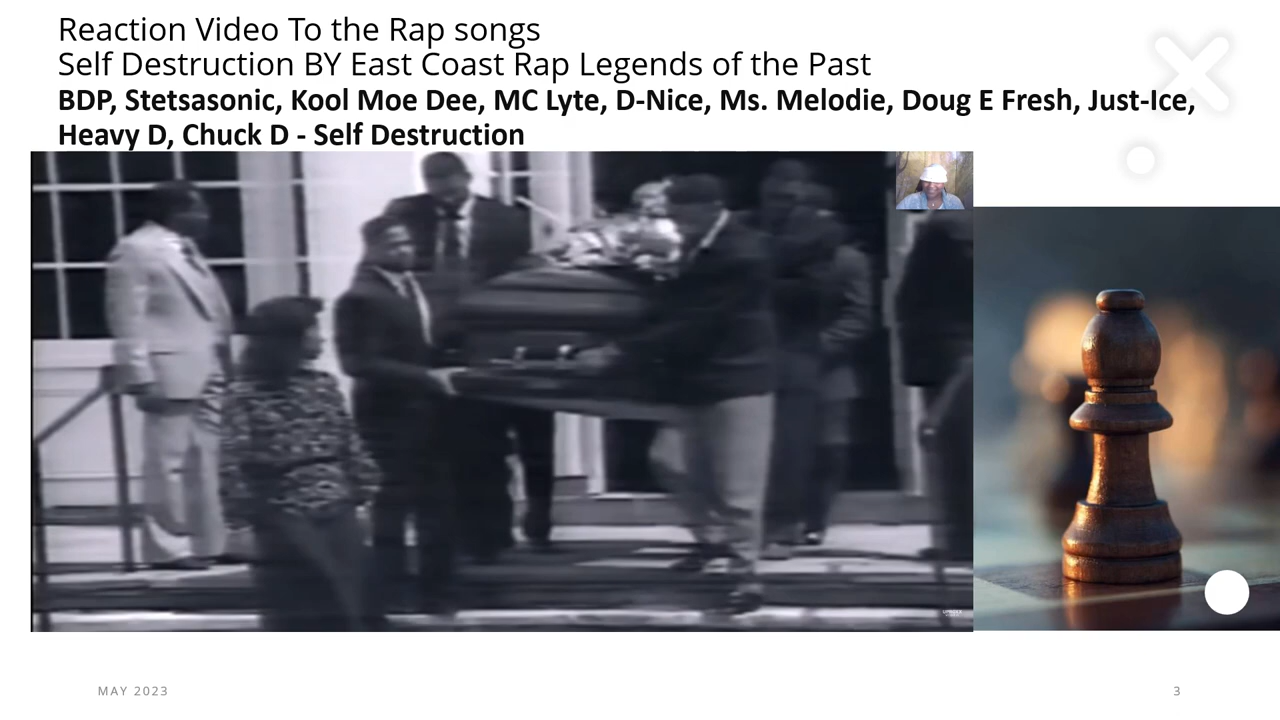 Reaction Video To the Rap songs
Self Destruction BY East Coast Rap Legends of the Past
BDP, Stetsasonic, Kool Moe Dee, MC Lyte, D-Nice, Ms. Melodie, Doug E Fresh, Just-Ice,
Heavy D, Chuck D - Self Destruction
MAY 2023
3